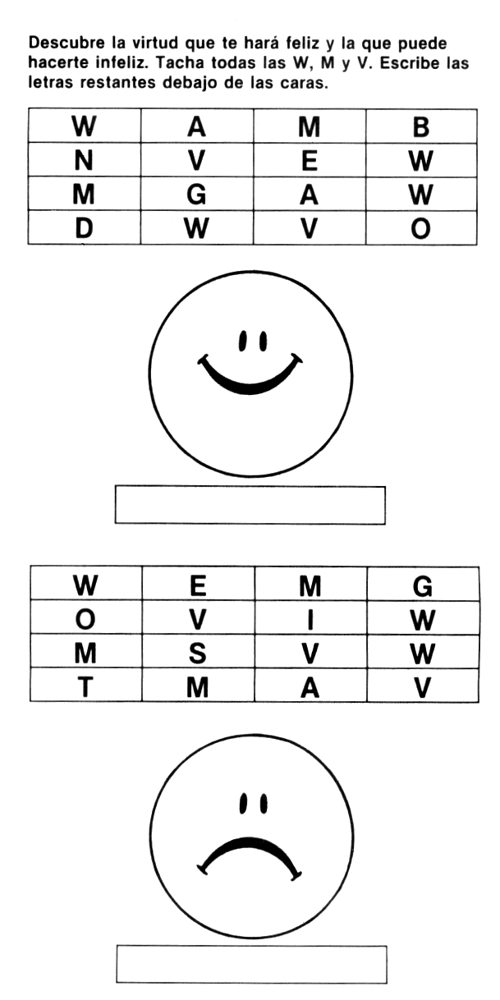 Descubre la virtud que te hará feliz y la que puede
hacerte infeliz. Tacha todas las W, M y V. Escribe las
letras restantes debajo de las caras.
W A M B
N V E W
M G A W
D W V O
W E M G
O V I W
M S V W
T M A V